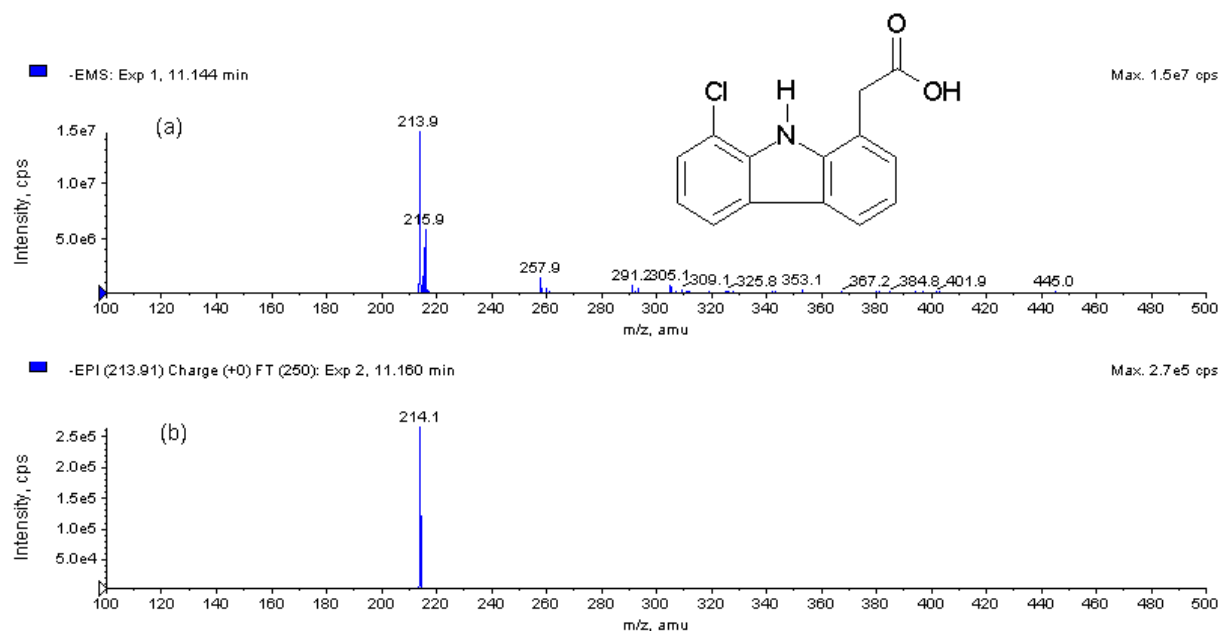 -EMS: Exp 1, 11.144 min
Max. 1.5e7 cps
O
OH
Cl
H
N
(a)
Intensity, cps
1.5e7
1.0e7
5.0e6
213.9
215.9
257.9
291.2 305.1 309.1 325.8 353.1 367.2 384.8 401.9 445.0
100 120 140 160 180 200 220 240 260 280 300 320 340 360 380 400 420 440 460 480 500
m/z, amu
-EPI (213.91) Charge (+0) FT (250): Exp 2, 11.160 min
Max. 2.7e5 cps
(b)
Intensity, cps
214.1
2.5e5
2.0e5
1.5e5
1.0e5
5.0e4
100 120 140 160 180 200 220 240 260 280 300 320 340 360 380 400 420 440 460 480 500
m/z, amu